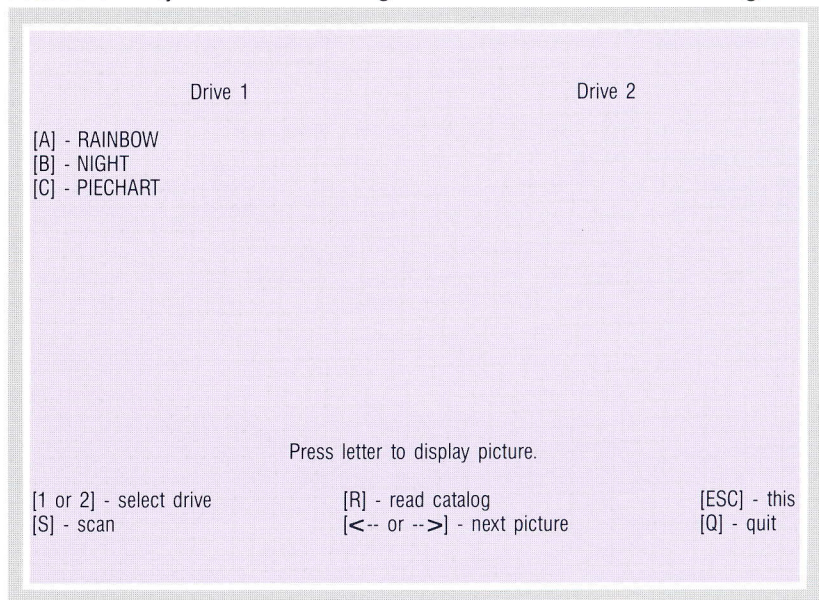 Drive 1 Drive 2
[A] - RAINBOW
[B] - NIGHT
[C] - PIECHART
Press letter to display picture.
[1 or 2] - select drive [R] - read catalog [ESC] - this
[S] - scan [<-- or -->] - next picture [Q] - quit